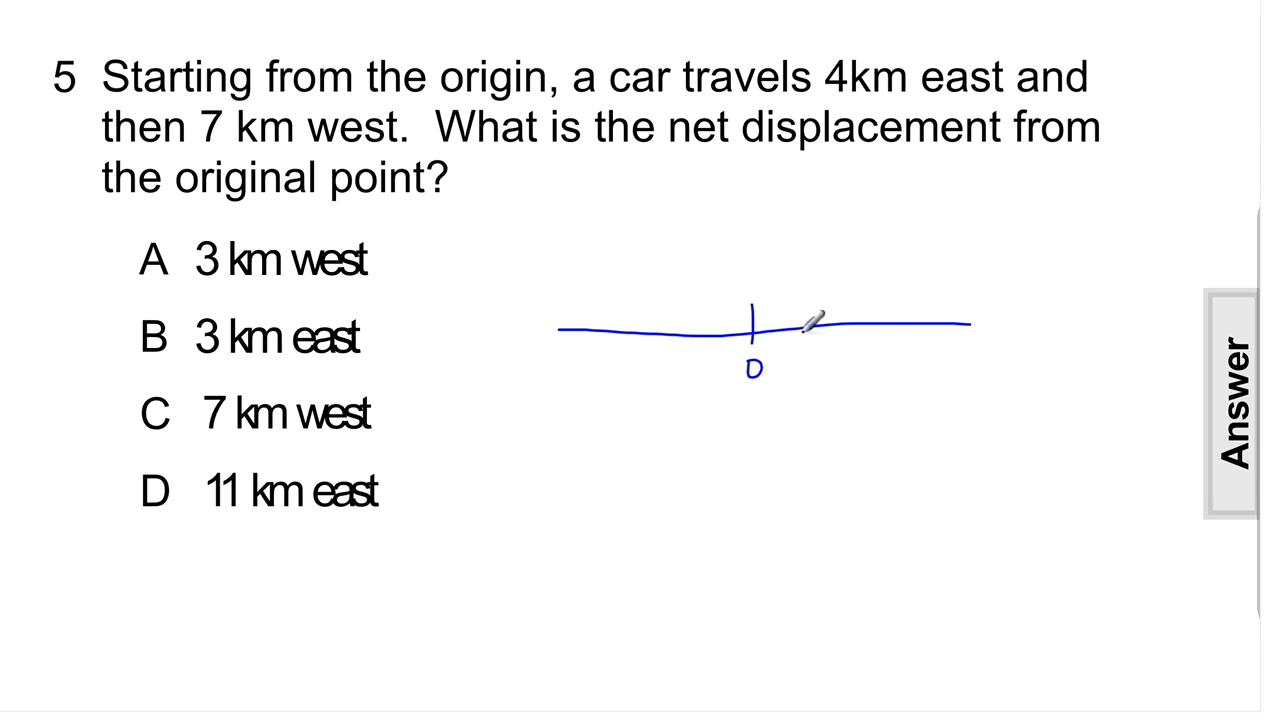 5 Starting from the origin, a car travels 4km east and
then 7 km west. What is the net displacement from
the original point?
A 3 km west
B 3 km east
C 7 km west
D 11 km east
0
Answer